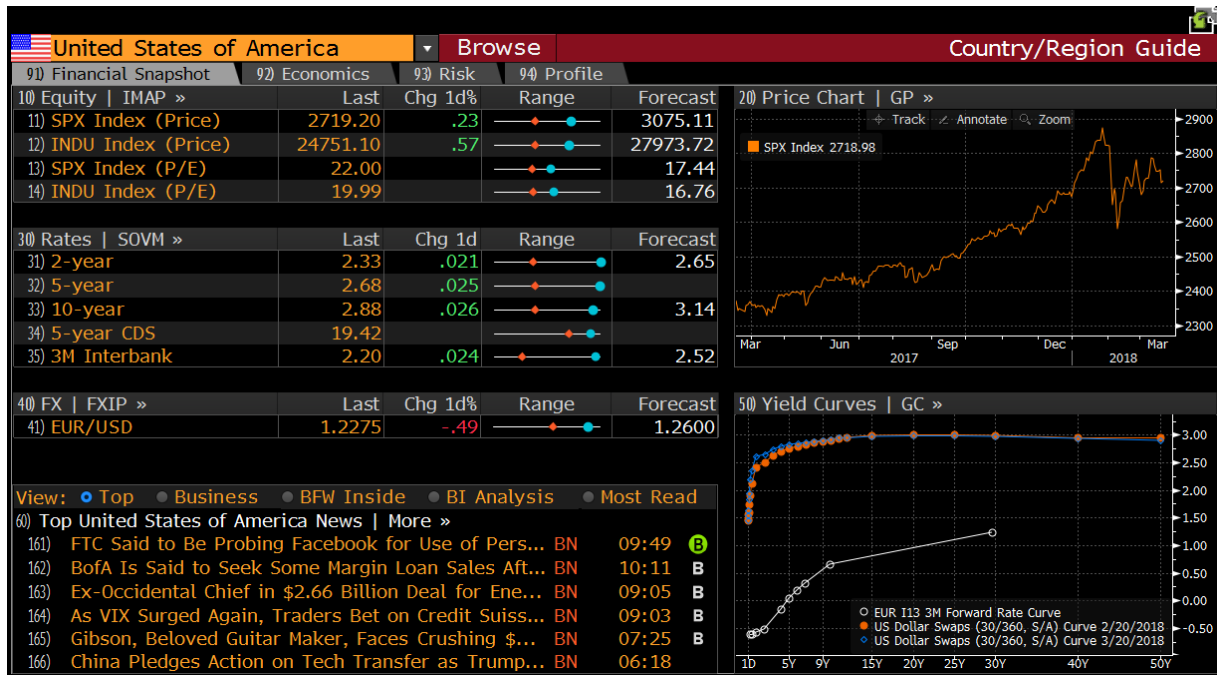 United States of America Browse Country/Region Guide
91) Financial Snapshot 92) Economics 93) Risk 94) Profile
10) Equity | IMAP » Last Chg 1d% Range Forecast
11) SPX Index (Price) 2719.20 .23 3075.11
12) INDU Index (Price) 24751.10 .57 27973.72
13) SPX Index (P/E) 22.00 17.44
14) INDU Index (P/E) 19.99 16.76
30) Rates | SOVM » Last Chg 1d Range Forecast
31) 2-year 2.33 .021 2.65
32) 5-year 2.68 .025
33) 10-year 2.88 .026 3.14
34) 5-year CDS 19.42
35) 3M Interbank 2.20 .024 2.52
40) FX | FXIP » Last Chg 1d% Range Forecast
41) EUR/USD 1.2275 -.49 1.2600
View: Top Business BFW Inside BI Analysis Most Read
60) Top United States of America News | More »
161) FTC Said to Be Probing Facebook for Use of Pers... BN 09:49 B
162) BofA Is Said to Seek Some Margin Loan Sales Aft... BN 10:11 B
163) Ex-Occidental Chief in $2.66 Billion Deal for Ene... BN 09:05 B
164) As VIX Surged Again, Traders Bet on Credit Suiss... BN 09:03 B
165) Gibson, Beloved Guitar Maker, Faces Crushing $... BN 07:25 B
166) China Pledges Action on Tech Transfer as Trump... BN 06:18
20) Price Chart | GP »
Track Annotate Zoom
SPX Index 2718.98
2900
2800
2700
2600
2500
2400
2300
Mar Jun Sep Dec Mar
2017 2018
50) Yield Curves | GC »
3.00
2.50
2.00
1.50
1.00
0.50
0.00
-0.50
EUR I13 3M Forward Rate Curve
US Dollar Swaps (30/360, S/A) Curve 2/20/2018
US Dollar Swaps (30/360, S/A) Curve 3/20/2018
1D 5Y 9Y 15Y 20Y 25Y 30Y 40Y 50Y